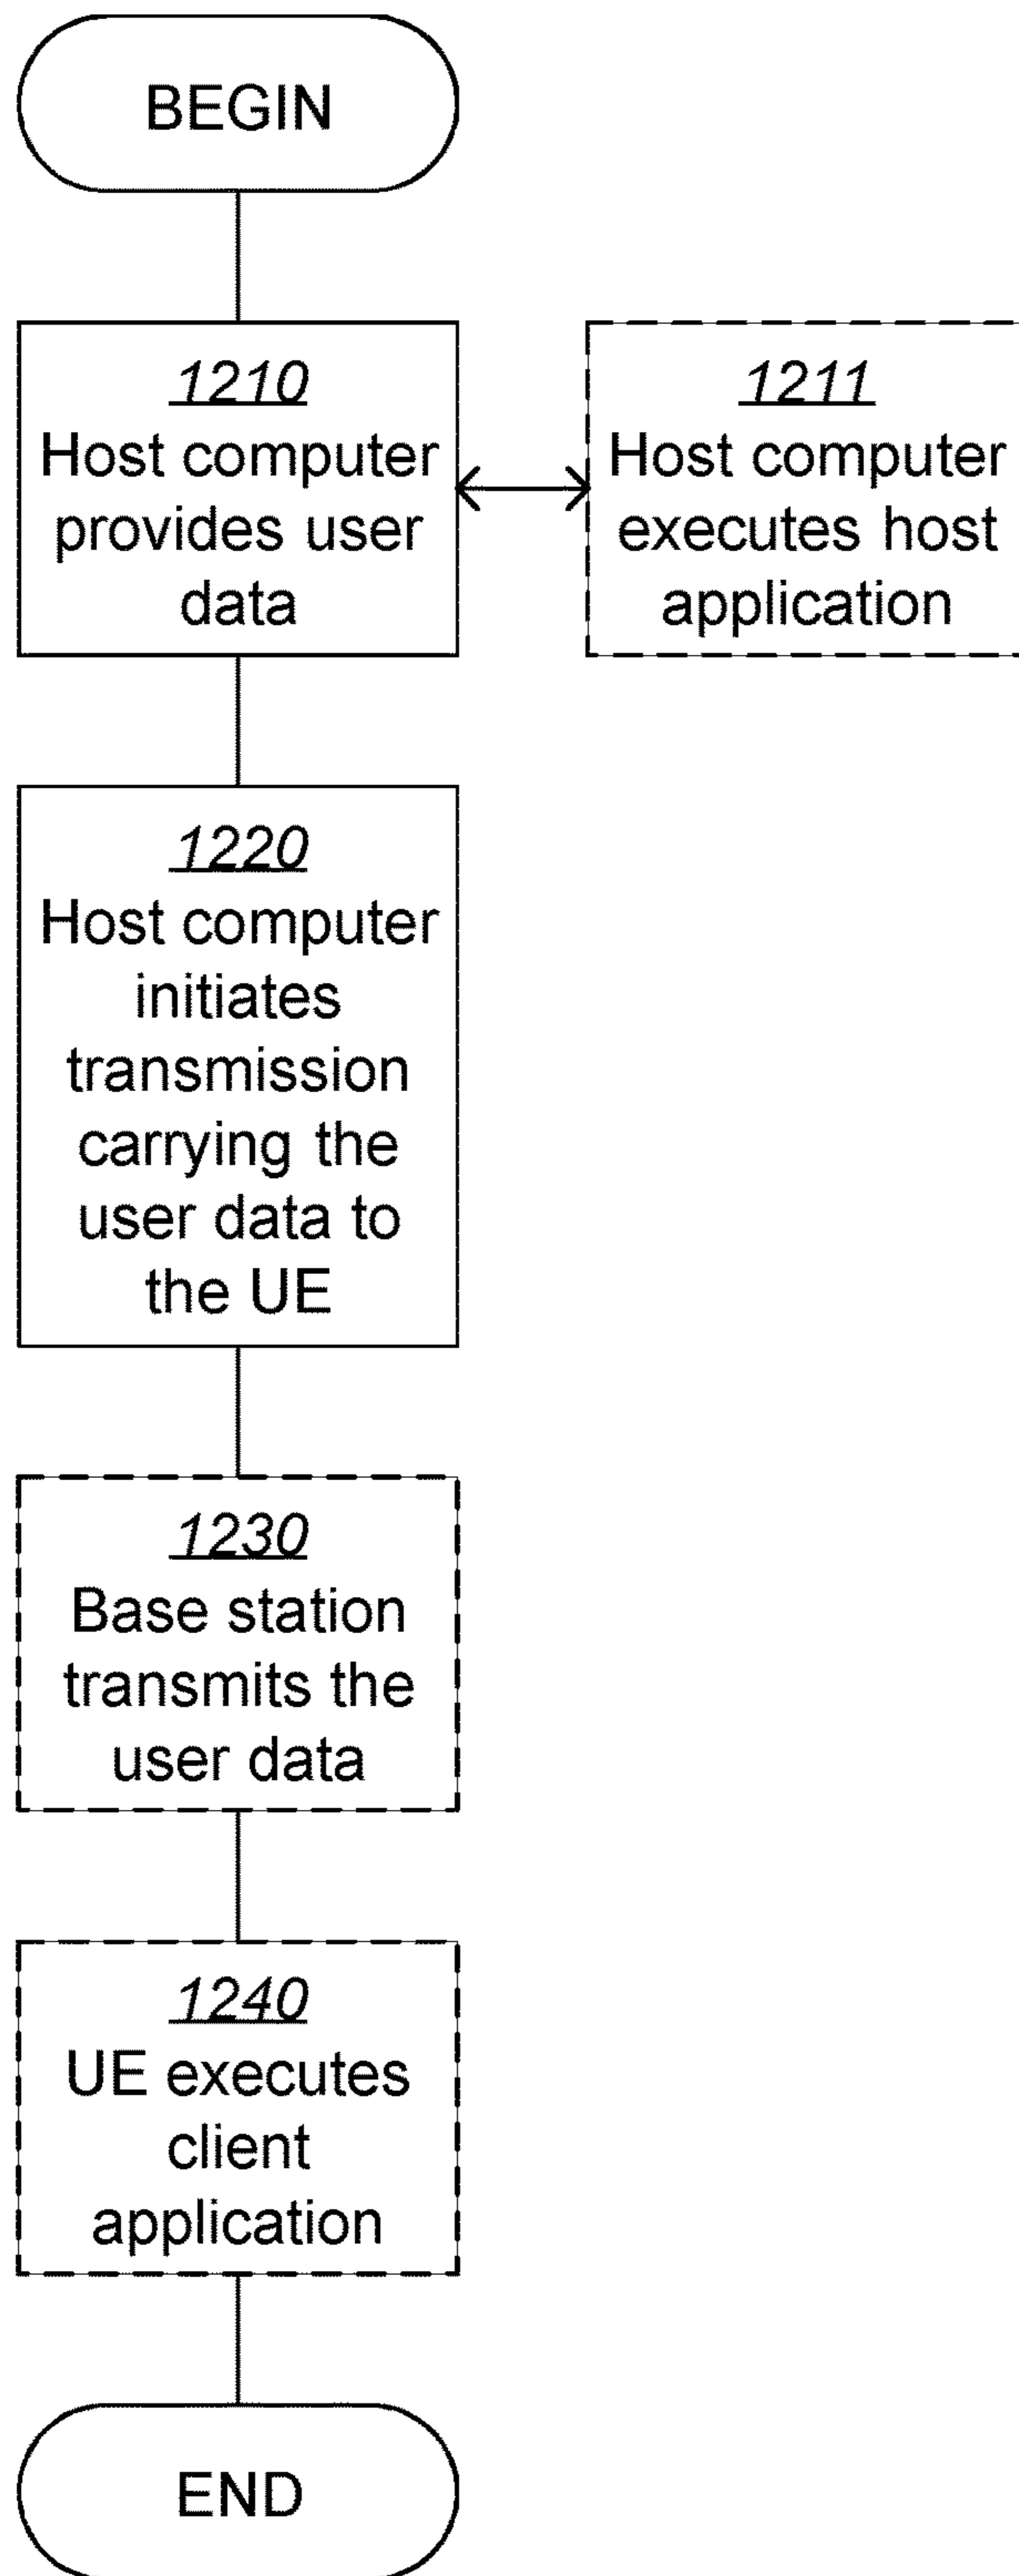 BEGIN
1210
Host computer
provides user
data
1211
Host computer
executes host
application
1220
Host computer
initiates
transmission
carrying the
user data to
the UE
1230
Base station
transmits the
user data
1240
UE executes
client
application
END